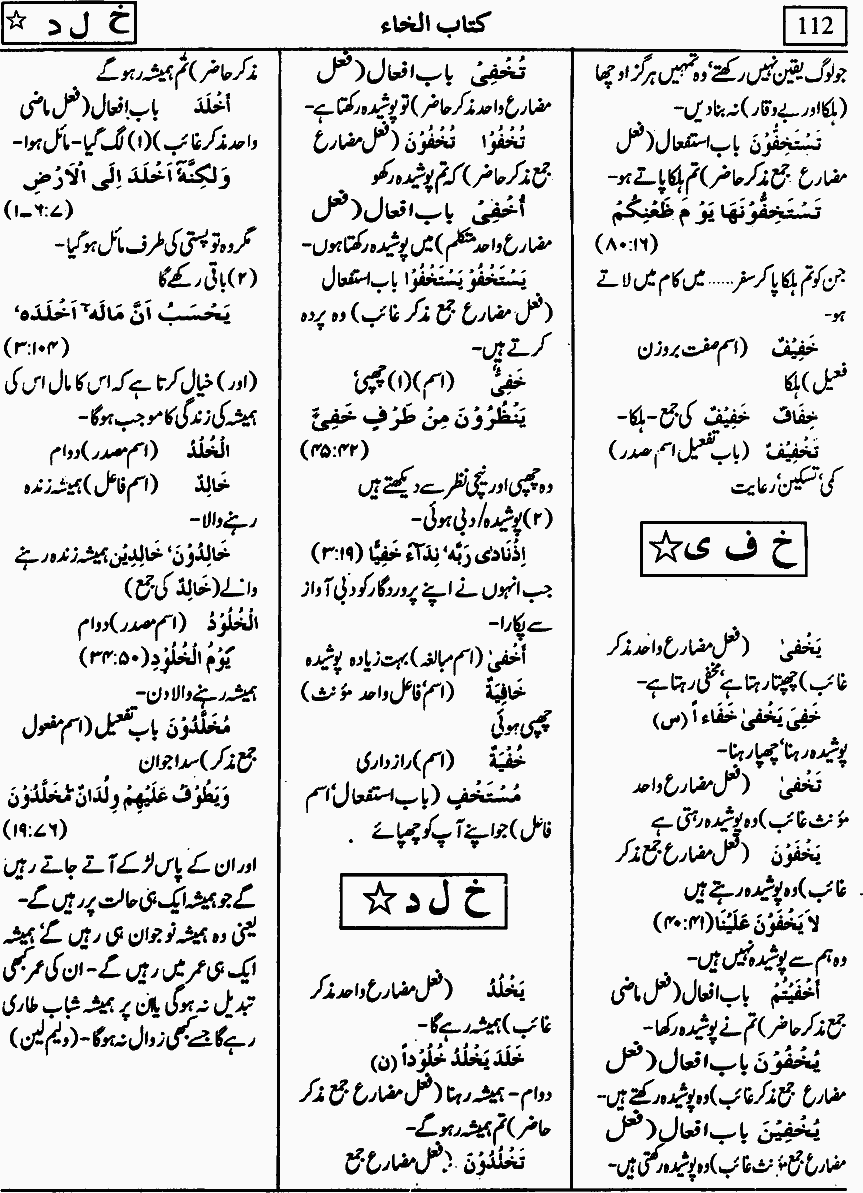 112
کتاب الخاء
خ ل د ☆
جو لوگ یقین نہیں رکھتے‘ وہ تمہیں ہرگز اوچھا
(ہلکا اور بے وقار) نہ بنا دیں-
تَسْتَخِفُّوْنَ باب استفعال (فعل
مضارع جمع مذکر حاضر) تم ہلکا پاتے ہو-
تَسْتَخِفُّوْنَهَا يَوْمَ ظَعْنِكُمْ
(۸۰:۱۶)
جن کو تم ہلکا پا کر سفر...... میں کام میں لاتے
ہو-
خَفِيْفٌ (اسم صفت بروزن
فعیل) ہلکا
خِفَافٌ خَفِيْفٌ کی جمع - ہلکا-
تَخْفِيْفٌ (باب تفعیل اسم صدر)
کمی‘ تسکین‘ رعایت
خ ف ی ☆
يَخْفىٰ (فعل مضارع واحد مذکر
غائب) چھپتا رہتا ہے‘ مخفی رہتا ہے-
خَفِيَ يَخْفىٰ خَفَاءً ا (س)
پوشیدہ رہنا‘ چھپا رہنا-
تَخْفىٰ (فعل مضارع واحد
مؤنث غائب) وہ پوشیدہ رہتی ہے
يَخْفَوْنَ (فعل مضارع جمع مذکر
غائب) وہ پوشیدہ رہتے ہیں
لاَ يَخْفَوْنَ عَلَيْنَا (۴۰:۴۱)
وہ ہم سے پوشیدہ نہیں ہیں-
أَخْفَيْتُمْ باب افعال (فعل ماضی
جمع مذکر حاضر) تم نے پوشیدہ رکھا-
يُخْفُوْنَ باب افعال (فعل
مضارع جمع مذکر غائب) وہ پوشیدہ رکھتے ہیں-
يُخْفِيْنَ باب افعال (فعل
مضارع جمع مؤنث غائب) وہ پوشیدہ رکھتی ہیں-
تُخْفِىْ باب افعال (فعل
مضارع واحد مذکر حاضر) تو پوشیدہ رکھتا ہے-
تُخْفُوْا تُخْفُوْنَ (فعل مضارع
جمع مذکر حاضر) کہ تم پوشیدہ رکھو
أُخْفِىْ باب افعال (فعل
مضارع واحد متکلم) میں پوشیدہ رکھتا ہوں-
يَسْتَخْفُوْ يَسْتَخْفُوْا باب استفعال
(فعل مضارع جمع مذکر غائب) وہ پردہ
کرتے ہیں-
خَفِيٌّ (اسم) (۱) چھپی
يَنْظُرُوْنَ مِنْ طَرْفٍ خَفِيٍّ
(۴۵:۴۲)
وہ چھپی اور نیچی نظر سے دیکھتے ہیں
(۲) پوشیدہ/ دبی ہوئی-
اِذْنَادٰى رَبَّه‘ نِدَآءً خَفِيًّا (۳:۱۹)
جب انہوں نے اپنے پروردگار کو دبی آواز
سے پکارا-
أَخْفىٰ (اسم مبالغہ) بہت زیادہ پوشیدہ
خَافِيَةٌ (اسم فاعل واحد مؤنث)
چھپی ہوئی
خُفْيَةٌ (اسم) رازداری
مُسْتَخْفٍ (باب استفعال‘ اسم
فاعل) جو اپنے آپ کو چھپائے
خ ل د ☆
يَخْلُدُ (فعل مضارع واحد مذکر
غائب) ہمیشہ رہے گا-
خَلَدَ يَخْلُدُ خُلُوْداً (ن)
دوام - ہمیشہ رہنا (فعل مضارع جمع مذکر
حاضر) تم ہمیشہ رہو گے-
تَخْلُدُوْنَ (فعل مضارع جمع
مذکر حاضر) تم ہمیشہ رہو گے
أَخْلَدَ باب افعال (فعل ماضی
واحد مذکر غائب) (۱) لگ گیا - مائل ہوا-
وَلٰكِنَّهٗٓ اَخْلَدَ اِلَى الْاَرْضِ
(۱-۶:۷)
مگر وہ تو پستی کی طرف مائل ہو گیا-
(۲) باقی رکھے گا
يَحْسَبُ اَنَّ مَالَهٗٓ اَخْلَدَه‘
(۳:۱۰۴)
(اور) خیال کرتا ہے کہ اس کا مال اس کی
ہمیشہ کی زندگی کا موجب ہوگا-
الْخُلْدُ (اسم مصدر) دوام
خَالِدٌ (اسم فاعل) ہمیشہ زندہ
رہنے والا-
خَالِدُوْنَ‘ خَالِدِيْن ہمیشہ زندہ رہنے
والے (خَالِدٌ کی جمع)
الْخُلُوْدُ (اسم مصدر) دوام
يَوْمُ الْخُلُوْدِ (۳۴:۵۰)
ہمیشہ رہنے والا دن-
مُخَلَّدُوْنَ باب تفعیل (اسم مفعول
جمع مذکر) سدا جوان
وَيَطُوْفُ عَلَيْهِمْ وِلْدَانٌ مُّخَلَّدُوْنَ
(۱۹:۷۶)
اور ان کے پاس لڑکے آتے جاتے رہیں
گے جو ہمیشہ ایک ہی حالت پر رہیں گے-
یعنی وہ ہمیشہ نوجوان ہی رہیں گے‘ ہمیشہ
ایک ہی عمر میں رہیں گے - ان کی عمر کبھی
تبدیل نہ ہوگی یا ان پر ہمیشہ شباب طاری
رہے گا جسے کبھی زوال نہ ہوگا - (ولیم لین)